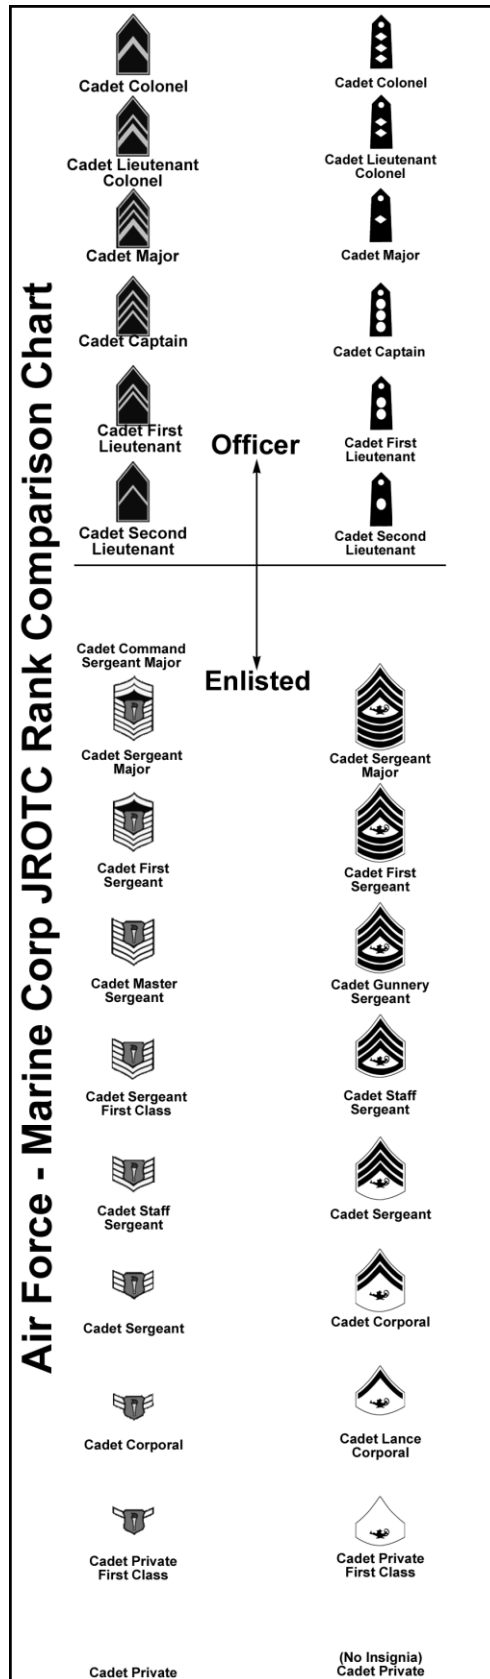 Air Force - Marine Corp JROTC Rank Comparison Chart
Cadet Colonel
Cadet Colonel
Cadet Lieutenant
Colonel
Cadet Lieutenant
Colonel
Cadet Major
Cadet Major
Cadet Captain
Cadet Captain
Cadet First
Lieutenant
Officer
Cadet First
Lieutenant
Cadet Second
Lieutenant
Cadet Second
Lieutenant
Cadet Command
Sergeant Major
Enlisted
Cadet Sergeant
Major
Cadet Sergeant
Major
Cadet First
Sergeant
Cadet First
Sergeant
Cadet Master
Sergeant
Cadet Gunnery
Sergeant
Cadet Sergeant
First Class
Cadet Staff
Sergeant
Cadet Staff
Sergeant
Cadet Sergeant
Cadet Sergeant
Cadet Corporal
Cadet Corporal
Cadet Lance
Corporal
Cadet Private
First Class
Cadet Private
First Class
Cadet Private
(No Insignia)
Cadet Private